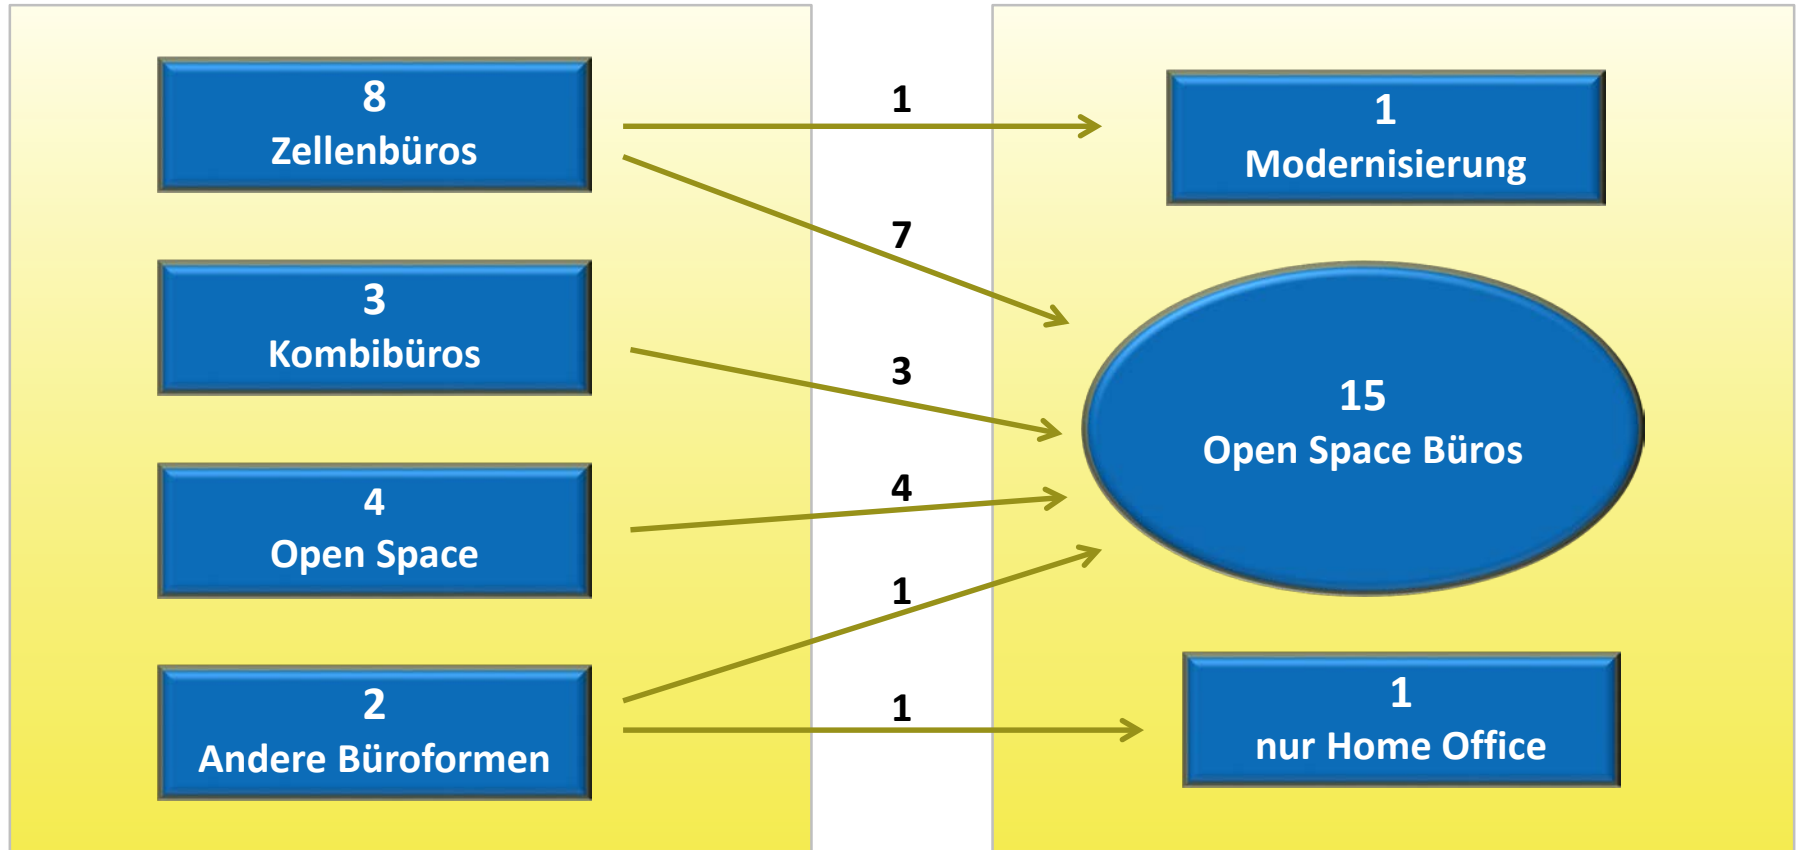 8
Zellenbüros
3
Kombibüros
4
Open Space
2
Andere Büroformen
1
7
3
4
1
1
1
Modernisierung
15
Open Space Büros
1
nur Home Office